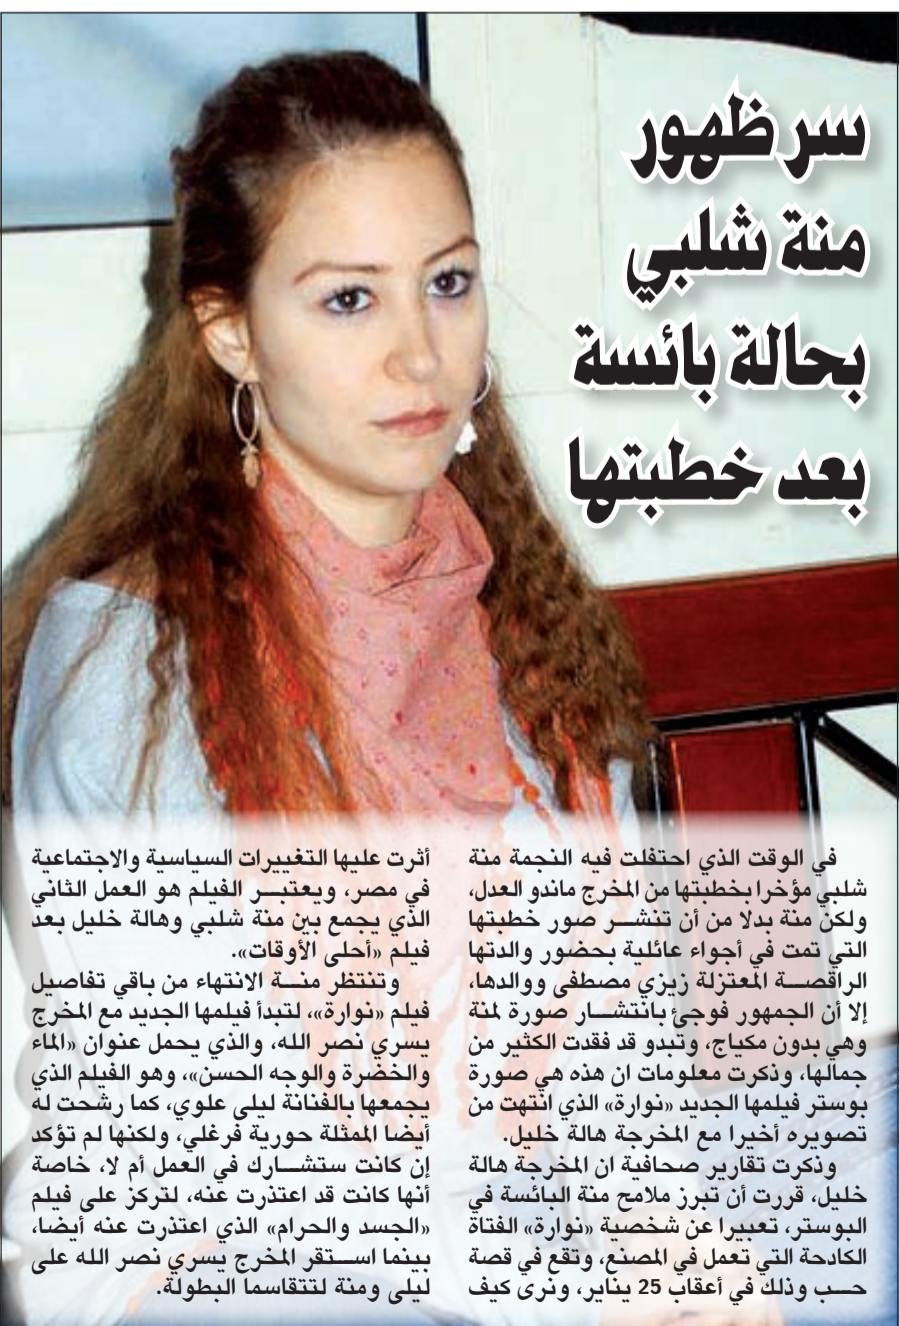 سر ظهور
منة شلبي
بحالة بائسة
بعد خطبتها
في الوقت الذي احتفلت فيه النجمة منة
شلبي مؤخرا بخطبتها من المخرج ماندو العدل،
ولكن منة بدلا من أن تنشــر صور خطبتها
التي تمت في أجواء عائلية بحضور والدتها
الراقصــة المعتزلة زيزي مصطفى ووالدها،
إلا أن الجمهور فوجئ بانتشــار صورة لمنة
وهي بدون مكياج، وتبدو قد فقدت الكثير من
جمالها، وذكرت معلومات ان هذه هي صورة
بوستر فيلمها الجديد «نوارة» الذي انتهت من
تصويره أخيرا مع المخرجة هالة خليل.
وذكرت تقارير صحافية ان المخرجة هالة
خليل، قررت أن تبرز ملامح منة البائسة في
البوستر، تعبيرا عن شخصية «نوارة» الفتاة
الكادحة التي تعمل في المصنع، وتقع في قصة
حسب وذلك في أعقاب 25 يناير، ونرى كيف
أثرت عليها التغييرات السياسية والاجتماعية
في مصر، ويعتبــر الفيلم هو العمل الثاني
الذي يجمع بين منة شلبي وهالة خليل بعد
فيلم «أحلى الأوقات».
وتنتظر منــة الانتهاء من باقي تفاصيل
فيلم «نوارة»، لتبدأ فيلمها الجديد مع المخرج
يسري نصر الله، والذي يحمل عنوان «الماء
والخضرة والوجه الحسن»، وهو الفيلم الذي
يجمعها بالفنانة ليلى علوي، كما رشحت له
أيضا الممثلة حورية فرغلي، ولكنها لم تؤكد
إن كانت ستشــارك في العمل أم لا، خاصة
أنها كانت قد اعتذرت عنه، لتركز على فيلم
«الجسد والحرام» الذي اعتذرت عنه أيضا،
بينما اســتقر المخرج يسري نصر الله على
ليلى ومنة لتتقاسما البطولة.